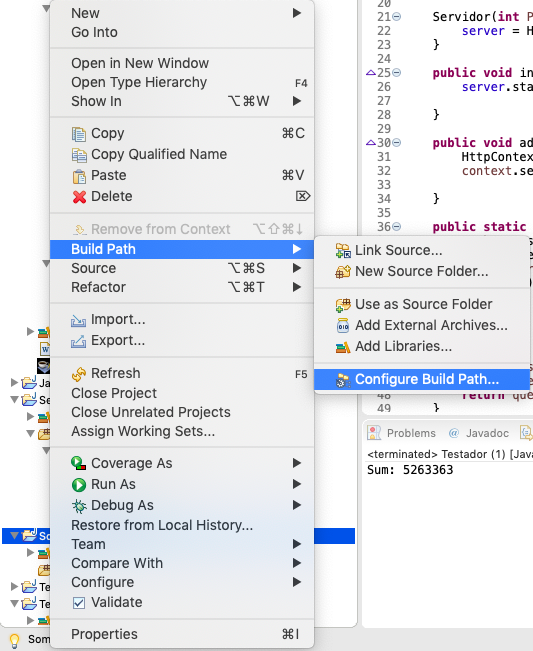 New
Go Into
Open in New Window
Open Type Hierarchy F4
Show In ⌥⌘W
Copy ⌘C
Copy Qualified Name
Paste ⌘V
Delete ⌦
Remove from Context ⌥⇧⌘↓
Build Path
Source ⌥⌘S
Refactor ⌥⌘T
Import...
Export...
Refresh F5
Close Project
Close Unrelated Projects
Assign Working Sets...
Coverage As
Run As
Debug As
Restore from Local History...
Team
Compare With
Configure
Validate
Properties ⌘I
Link Source...
New Source Folder...
Use as Source Folder
Add External Archives...
Add Libraries...
Configure Build Path...
20
21 Servidor(int P
22 server = H
23 }
24
25 public void in
26 server.sta
27
28 }
29
30 public void ad
31 HttpContex
32 context.se
33
34 }
35
36 public static
48 return que
49 }
Problems Javadoc
<terminated> Testador (1) [Jav
Sum: 5263363
Ja
Se
So
Te
Te
Som